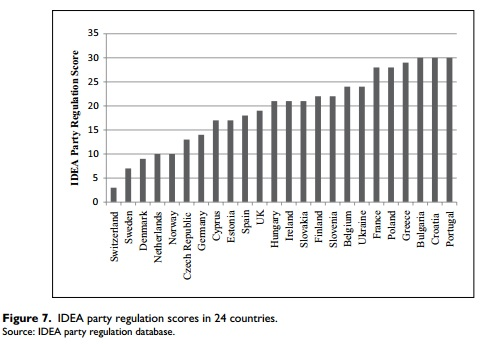 35
30
25
20
15
10
5
0
IDEA Party Regulation Score
Switzerland
Sweden
Denmark
Netherlands
Norway
Czech Republic
Germany
Cyprus
Estonia
Spain
UK
Hungary
Ireland
Slovakia
Finland
Slovenia
Belgium
Ukraine
France
Poland
Greece
Bulgaria
Croatia
Portugal
Figure 7. IDEA party regulation scores in 24 countries.
Source: IDEA party regulation database.